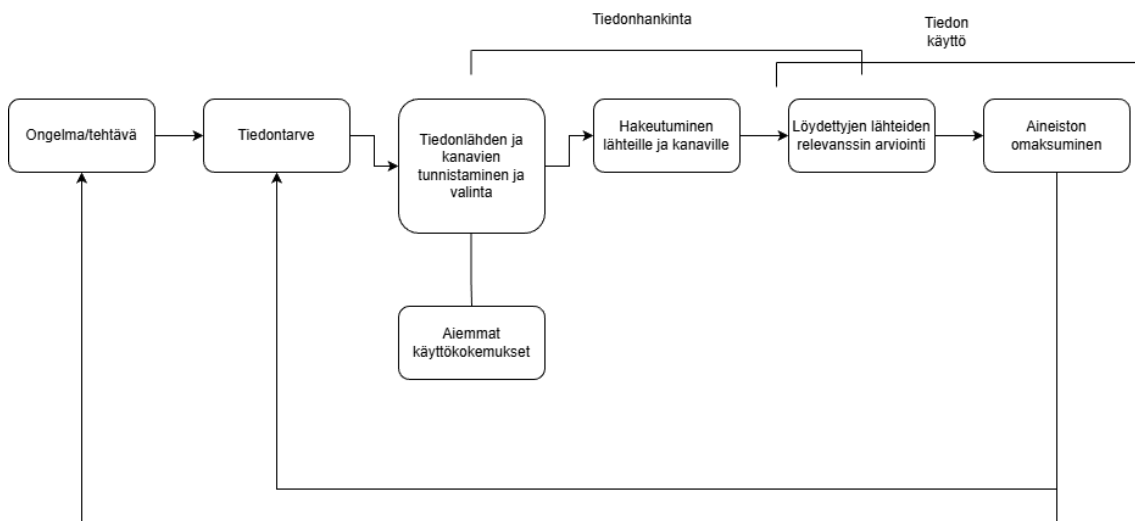 Tiedonhankinta
Tiedon
käyttö
Ongelma/tehtävä
Tiedontarve
Tiedonlähden ja
kanavien
tunnistaminen ja
valinta
Hakeutuminen
lähteille ja kanaville
Löydettyjen lähteiden
relevanssin arviointi
Aineiston
omaksuminen
Aiemmat
käyttökokemukset